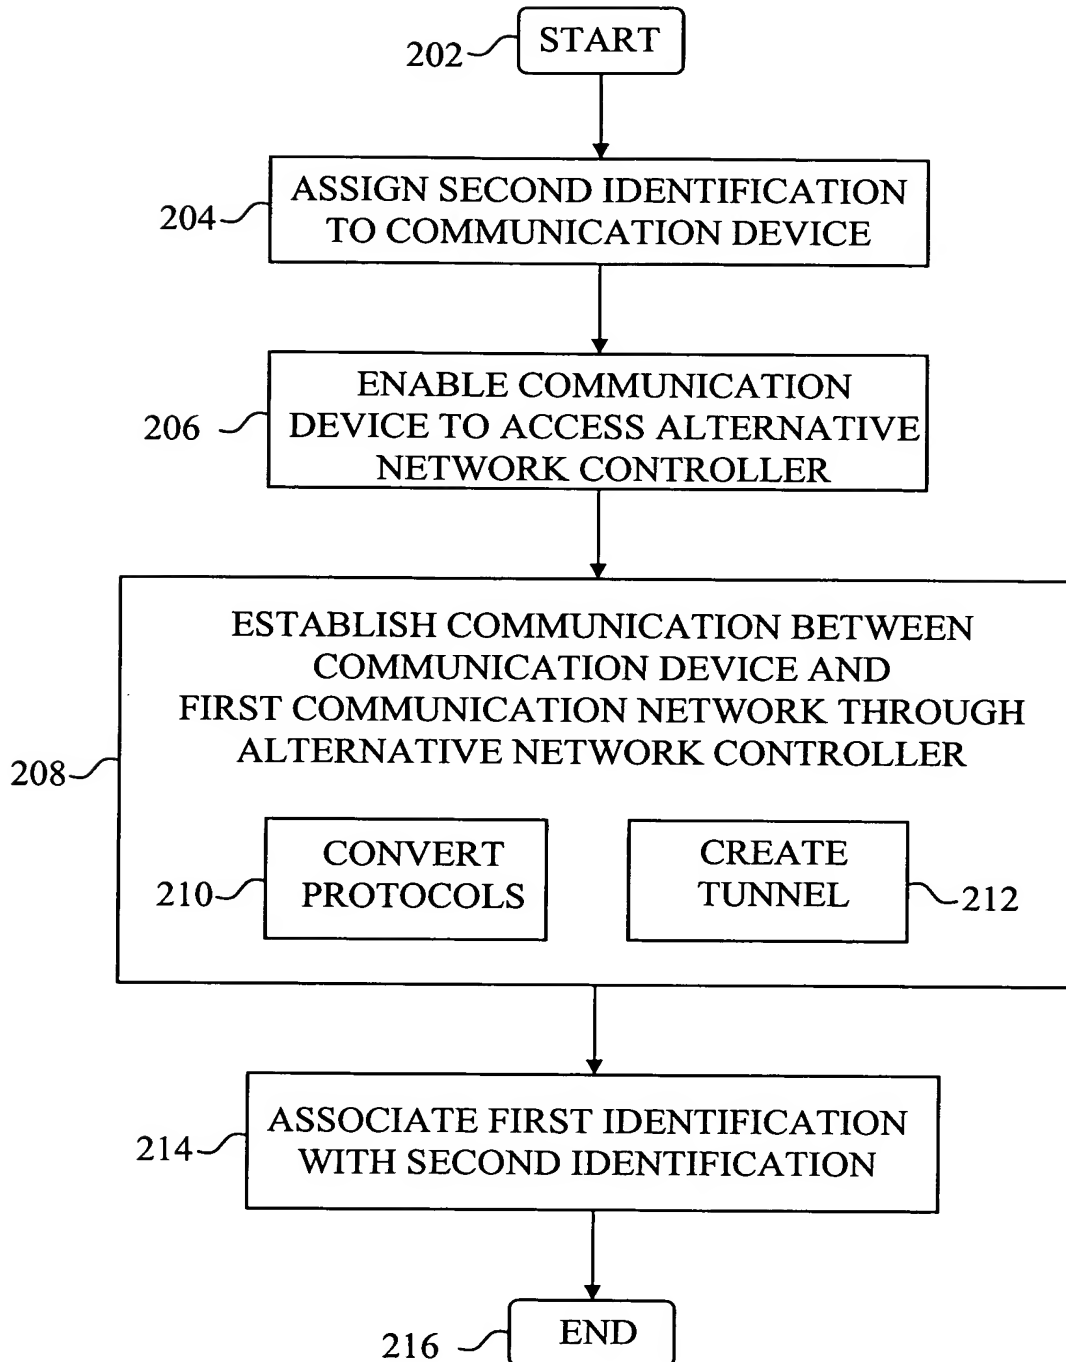 START
202
ASSIGN SECOND IDENTIFICATION
TO COMMUNICATION DEVICE
204
ENABLE COMMUNICATION
DEVICE TO ACCESS ALTERNATIVE
NETWORK CONTROLLER
206
ESTABLISH COMMUNICATION BETWEEN
COMMUNICATION DEVICE AND
FIRST COMMUNICATION NETWORK THROUGH
ALTERNATIVE NETWORK CONTROLLER
208
CONVERT
PROTOCOLS
210
CREATE
TUNNEL
212
ASSOCIATE FIRST IDENTIFICATION
WITH SECOND IDENTIFICATION
214
END
216